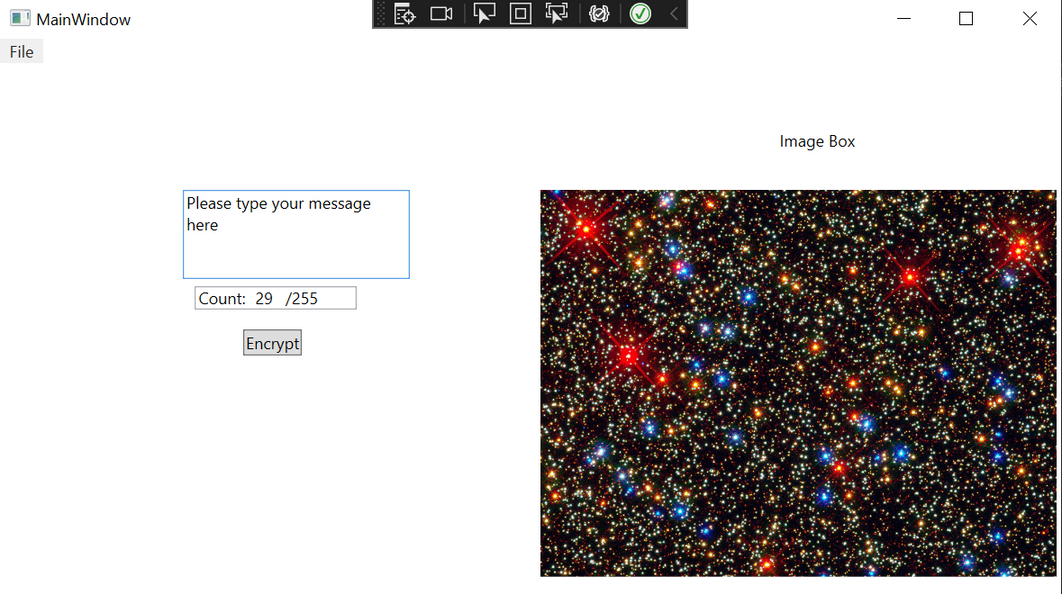 MainWindow
File
Image Box
Please type your message
here
Count: 29 /255
Encrypt